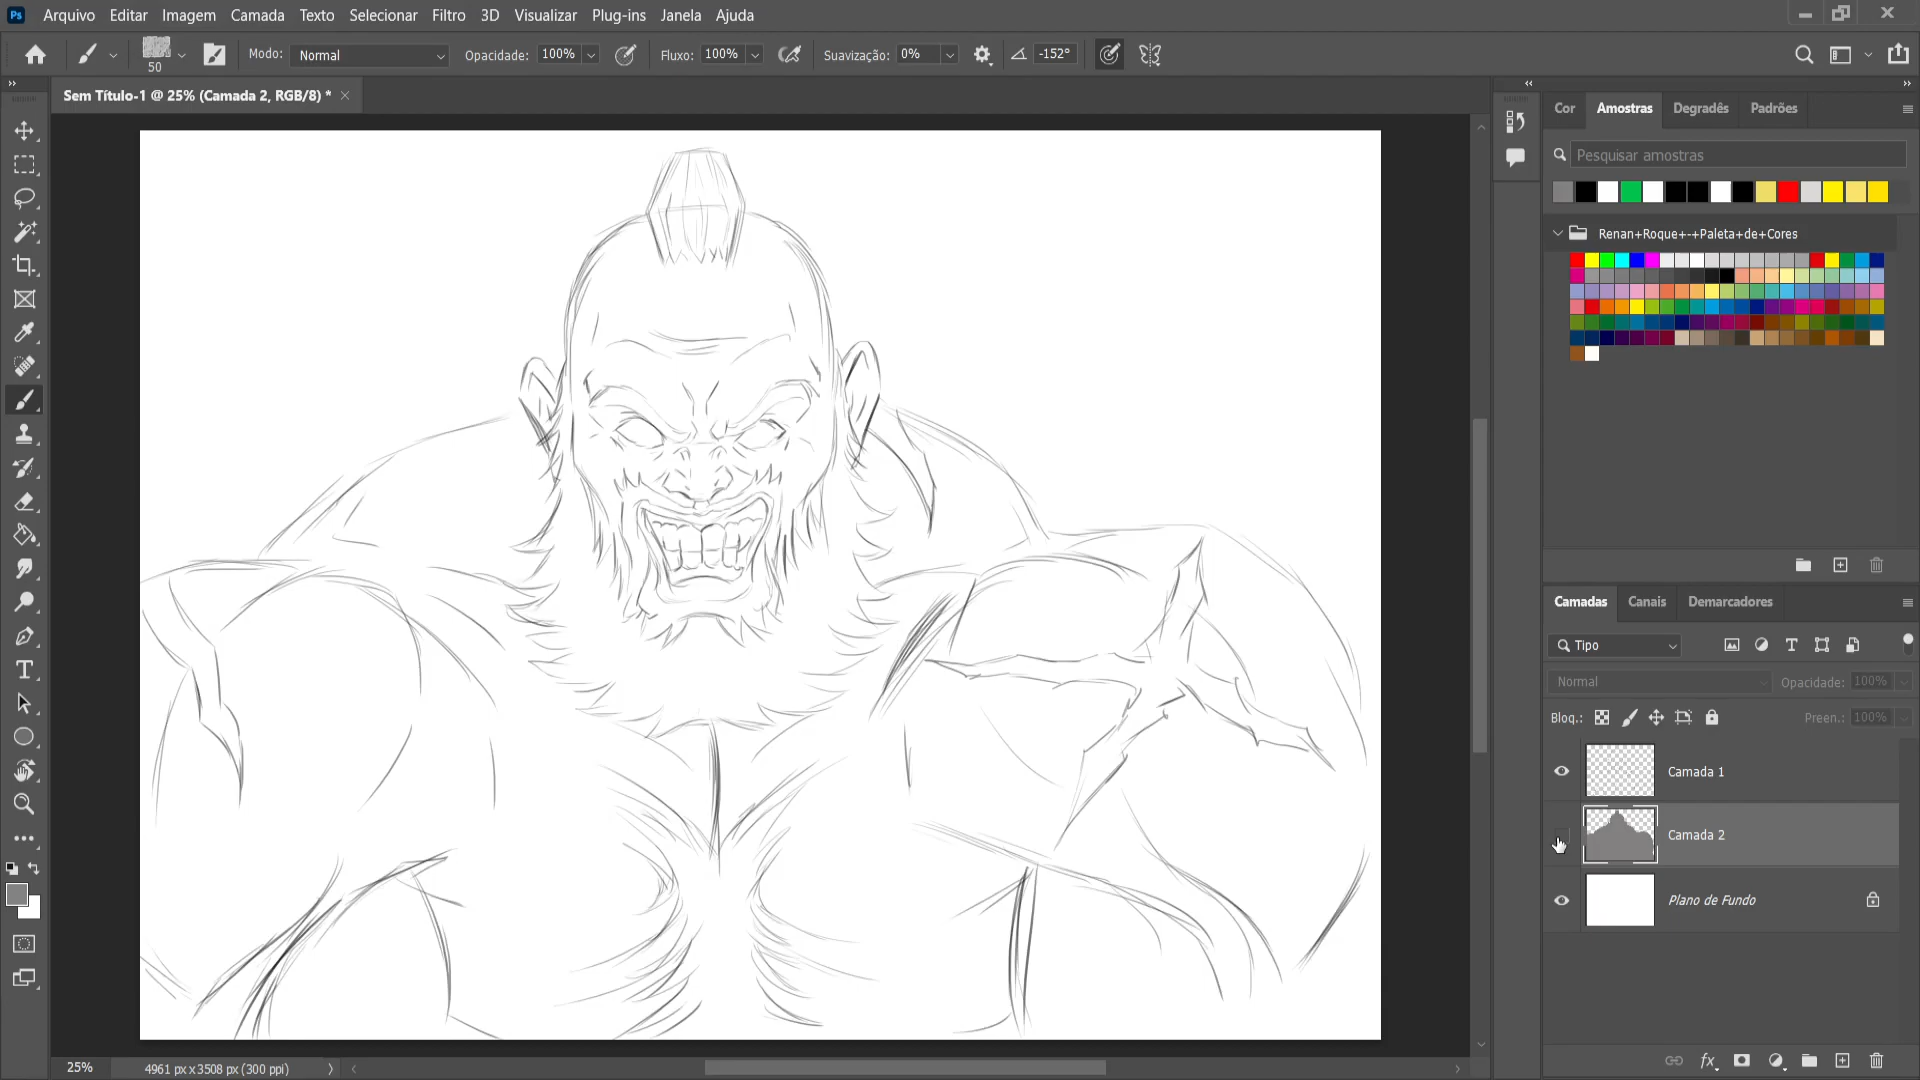 Ps Arquivo Editar Imagem Camada Texto Selecionar Filtro 3D Visualizar Plug-ins Janela Ajuda
50 Modo: Normal Opacidade: 100% Fluxo: 100% Suavização: 0% -152°
Sem Título-1 @ 25% (Camada 2, RGB/8) *
Cor Amostras Degradês Padrões
Pesquisar amostras
Renan+Roque+-+Paleta+de+Cores
Camadas Canais Demarcadores
Tipo
Normal Opacidade: 100%
Bloq.: Preen.: 100%
Camada 1
Camada 2
Plano de Fundo
fx
25% 4961 px x 3508 px (300 ppi)